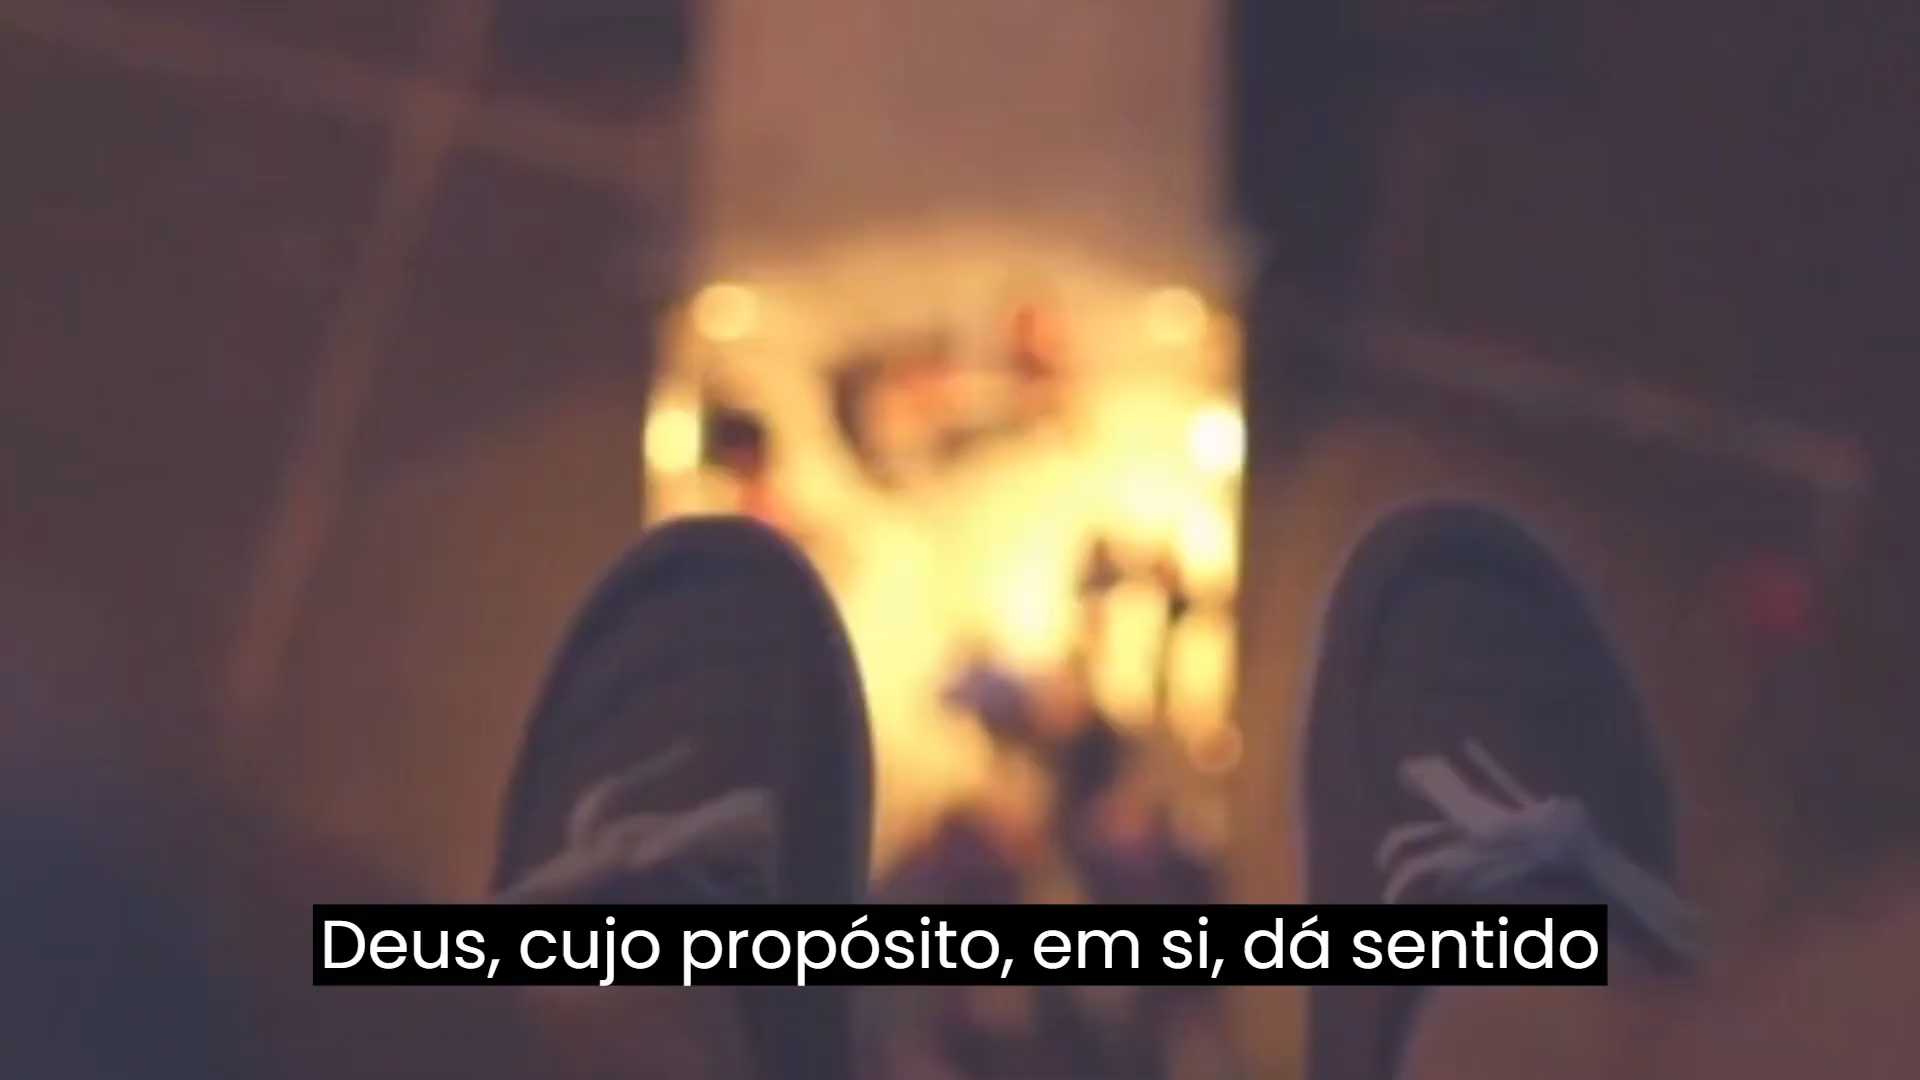 Deus, cujo propósito, em si, dá sentido